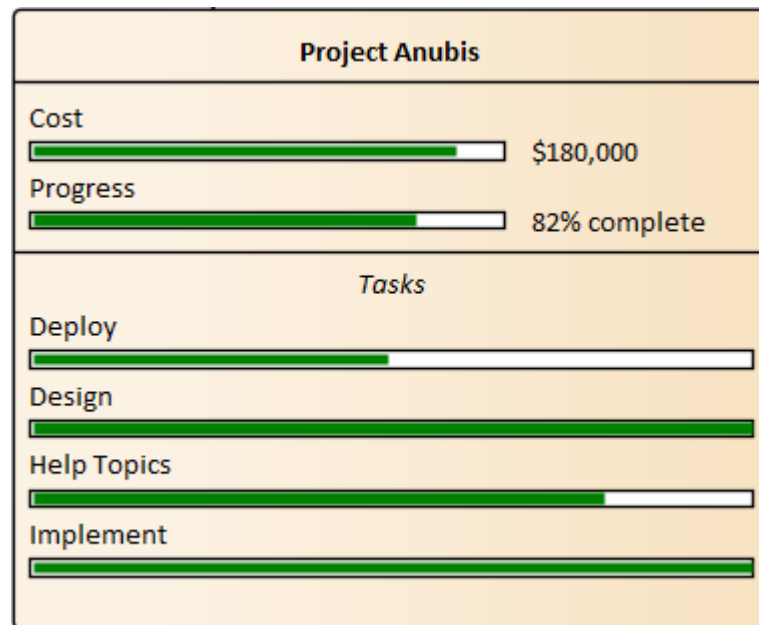 Project Anubis
Cost
$180,000
Progress
82% complete
Tasks
Deploy
Design
Help Topics
Implement